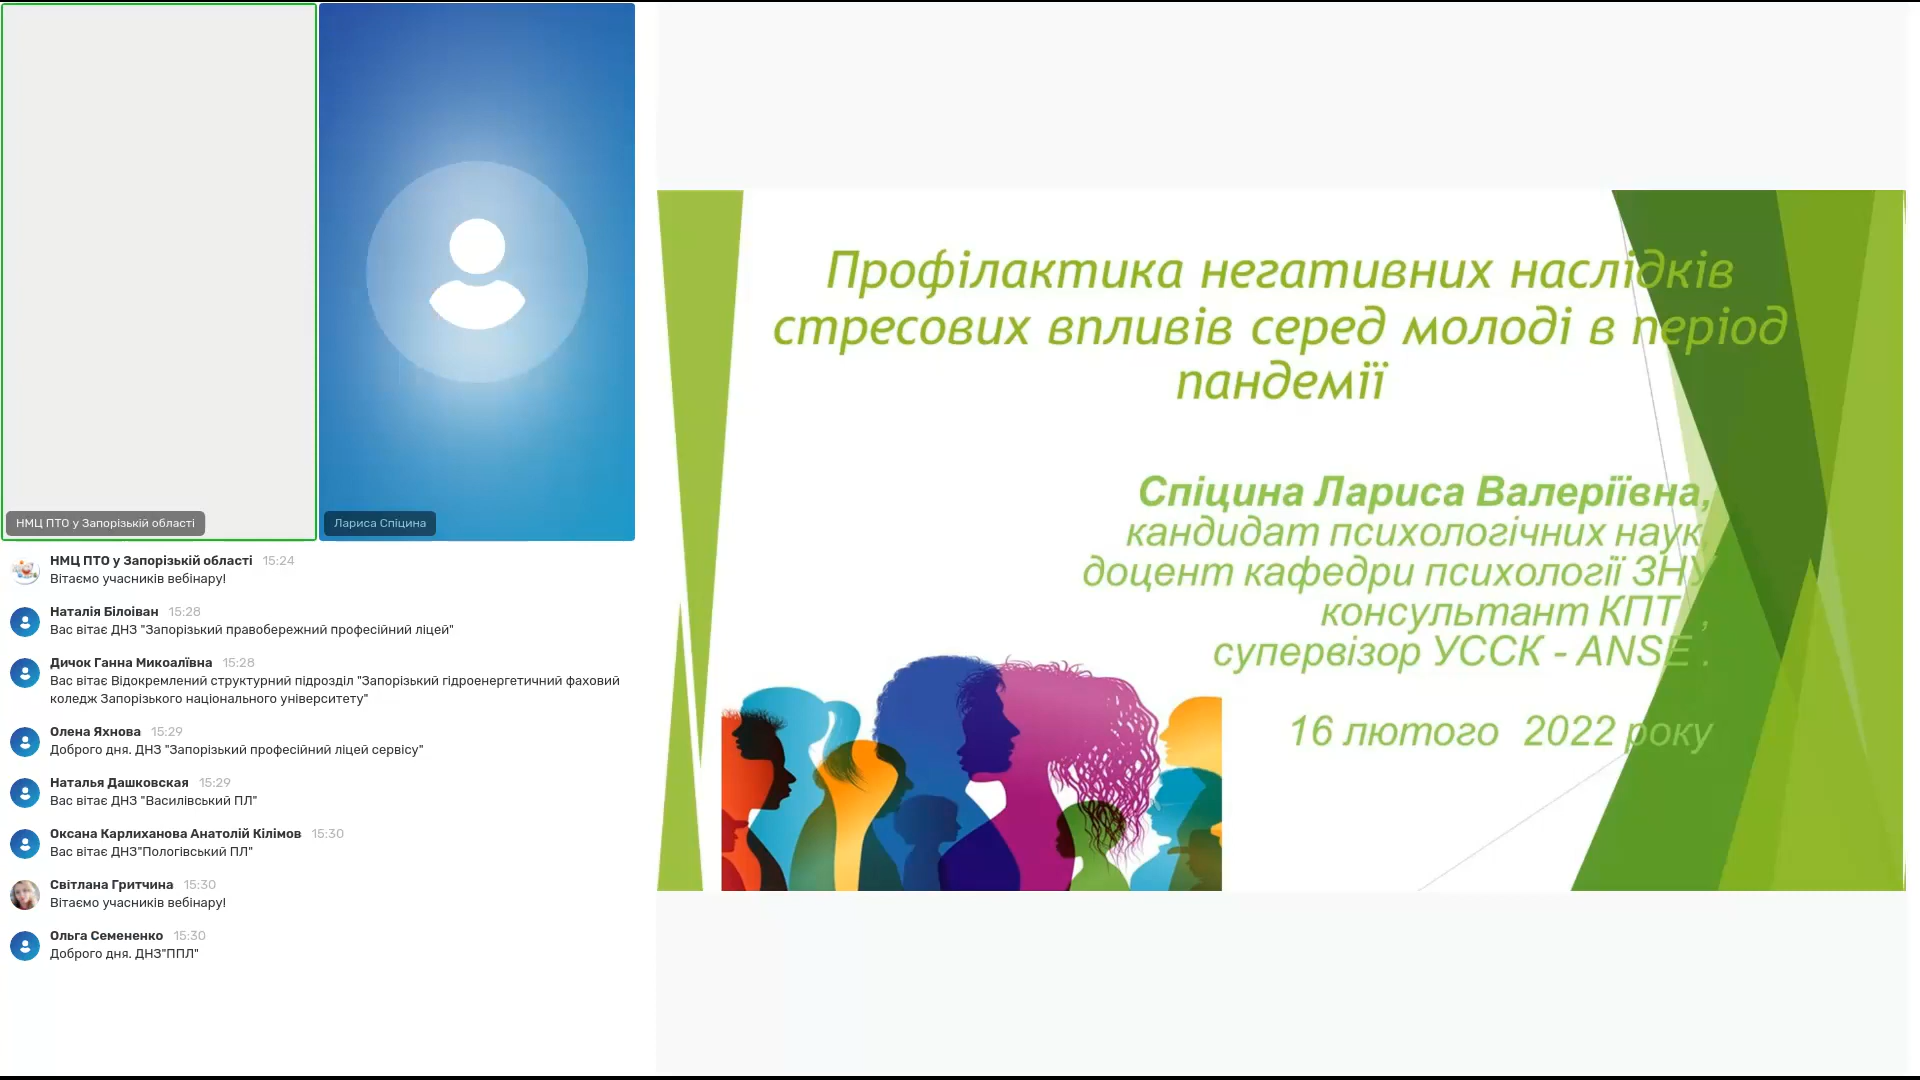 НМЦ ПТО у Запорізькій області
Лариса Спіцина
НМЦ ПТО у Запорізькій області 15:24
Вітаємо учасників вебінару!
Наталія Білоіван 15:28
Вас вітає ДНЗ "Запорізький правобережний професійний ліцей"
Дичок Ганна Микоалївна 15:28
Вас вітає Відокремлений структурний підрозділ "Запорізький гідроенергетичний фаховий
коледж Запорізького національного університету"
Олена Яхнова 15:29
Доброго дня. ДНЗ "Запорізький професійний ліцей сервісу"
Наталья Дашковская 15:29
Вас вітає ДНЗ "Василівський ПЛ"
Оксана Карлиханова Анатолій Кілімов 15:30
Вас вітає ДНЗ"Пологівський ПЛ"
Світлана Гритчина 15:30
Вітаємо учасників вебінару!
Ольга Семененко 15:30
Доброго дня. ДНЗ"ППЛ"
Профілактика негативних наслідків
стресових впливів серед молоді в період
пандемії
Спіцина Лариса Валеріївна,
кандидат психологічних наук,
доцент кафедри психології ЗНУ
консультант КПТ ,
супервізор УССК - ANSE .
16 лютого 2022 року